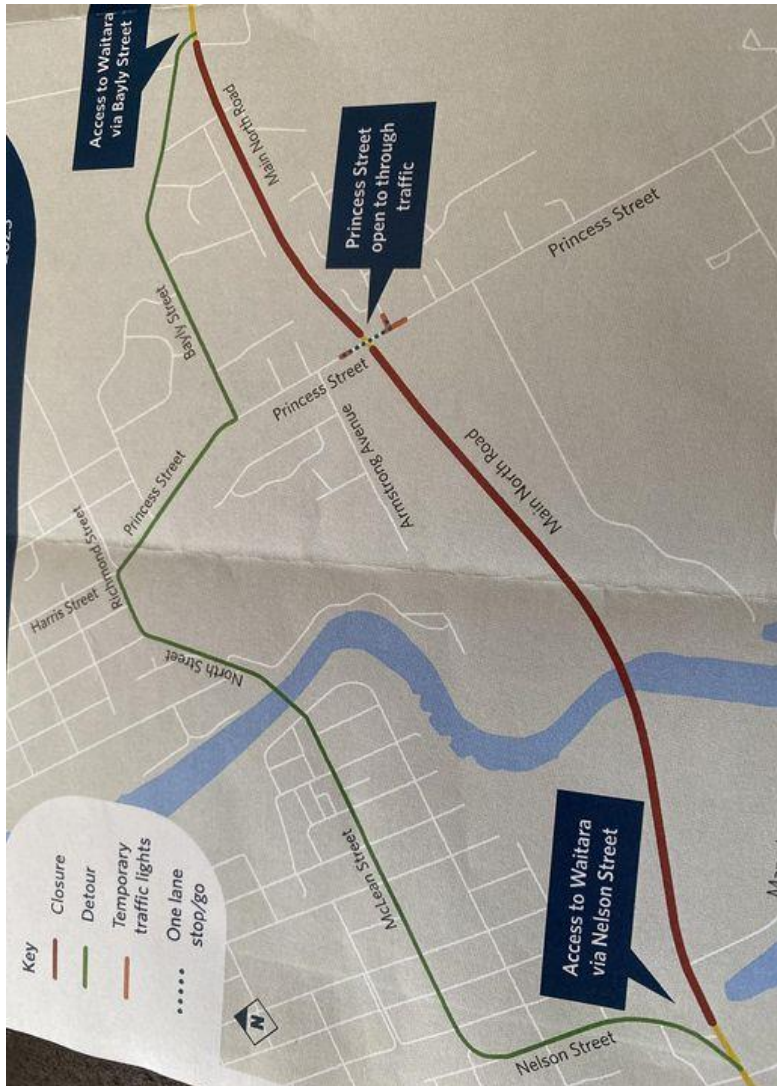 Access to Waitara
via Bayly Street
Main North Road
Princess Street
open to through
traffic
Princess Street
Bayly Street
Princess Street
Armstrong Avenue
Main North Road
Princess Street
Richmond Street
Harris Street
North Street
McLean Street
Nelson Street
Access to Waitara
via Nelson Street
Key
Closure
Detour
Temporary
traffic lights
One lane
stop/go
N